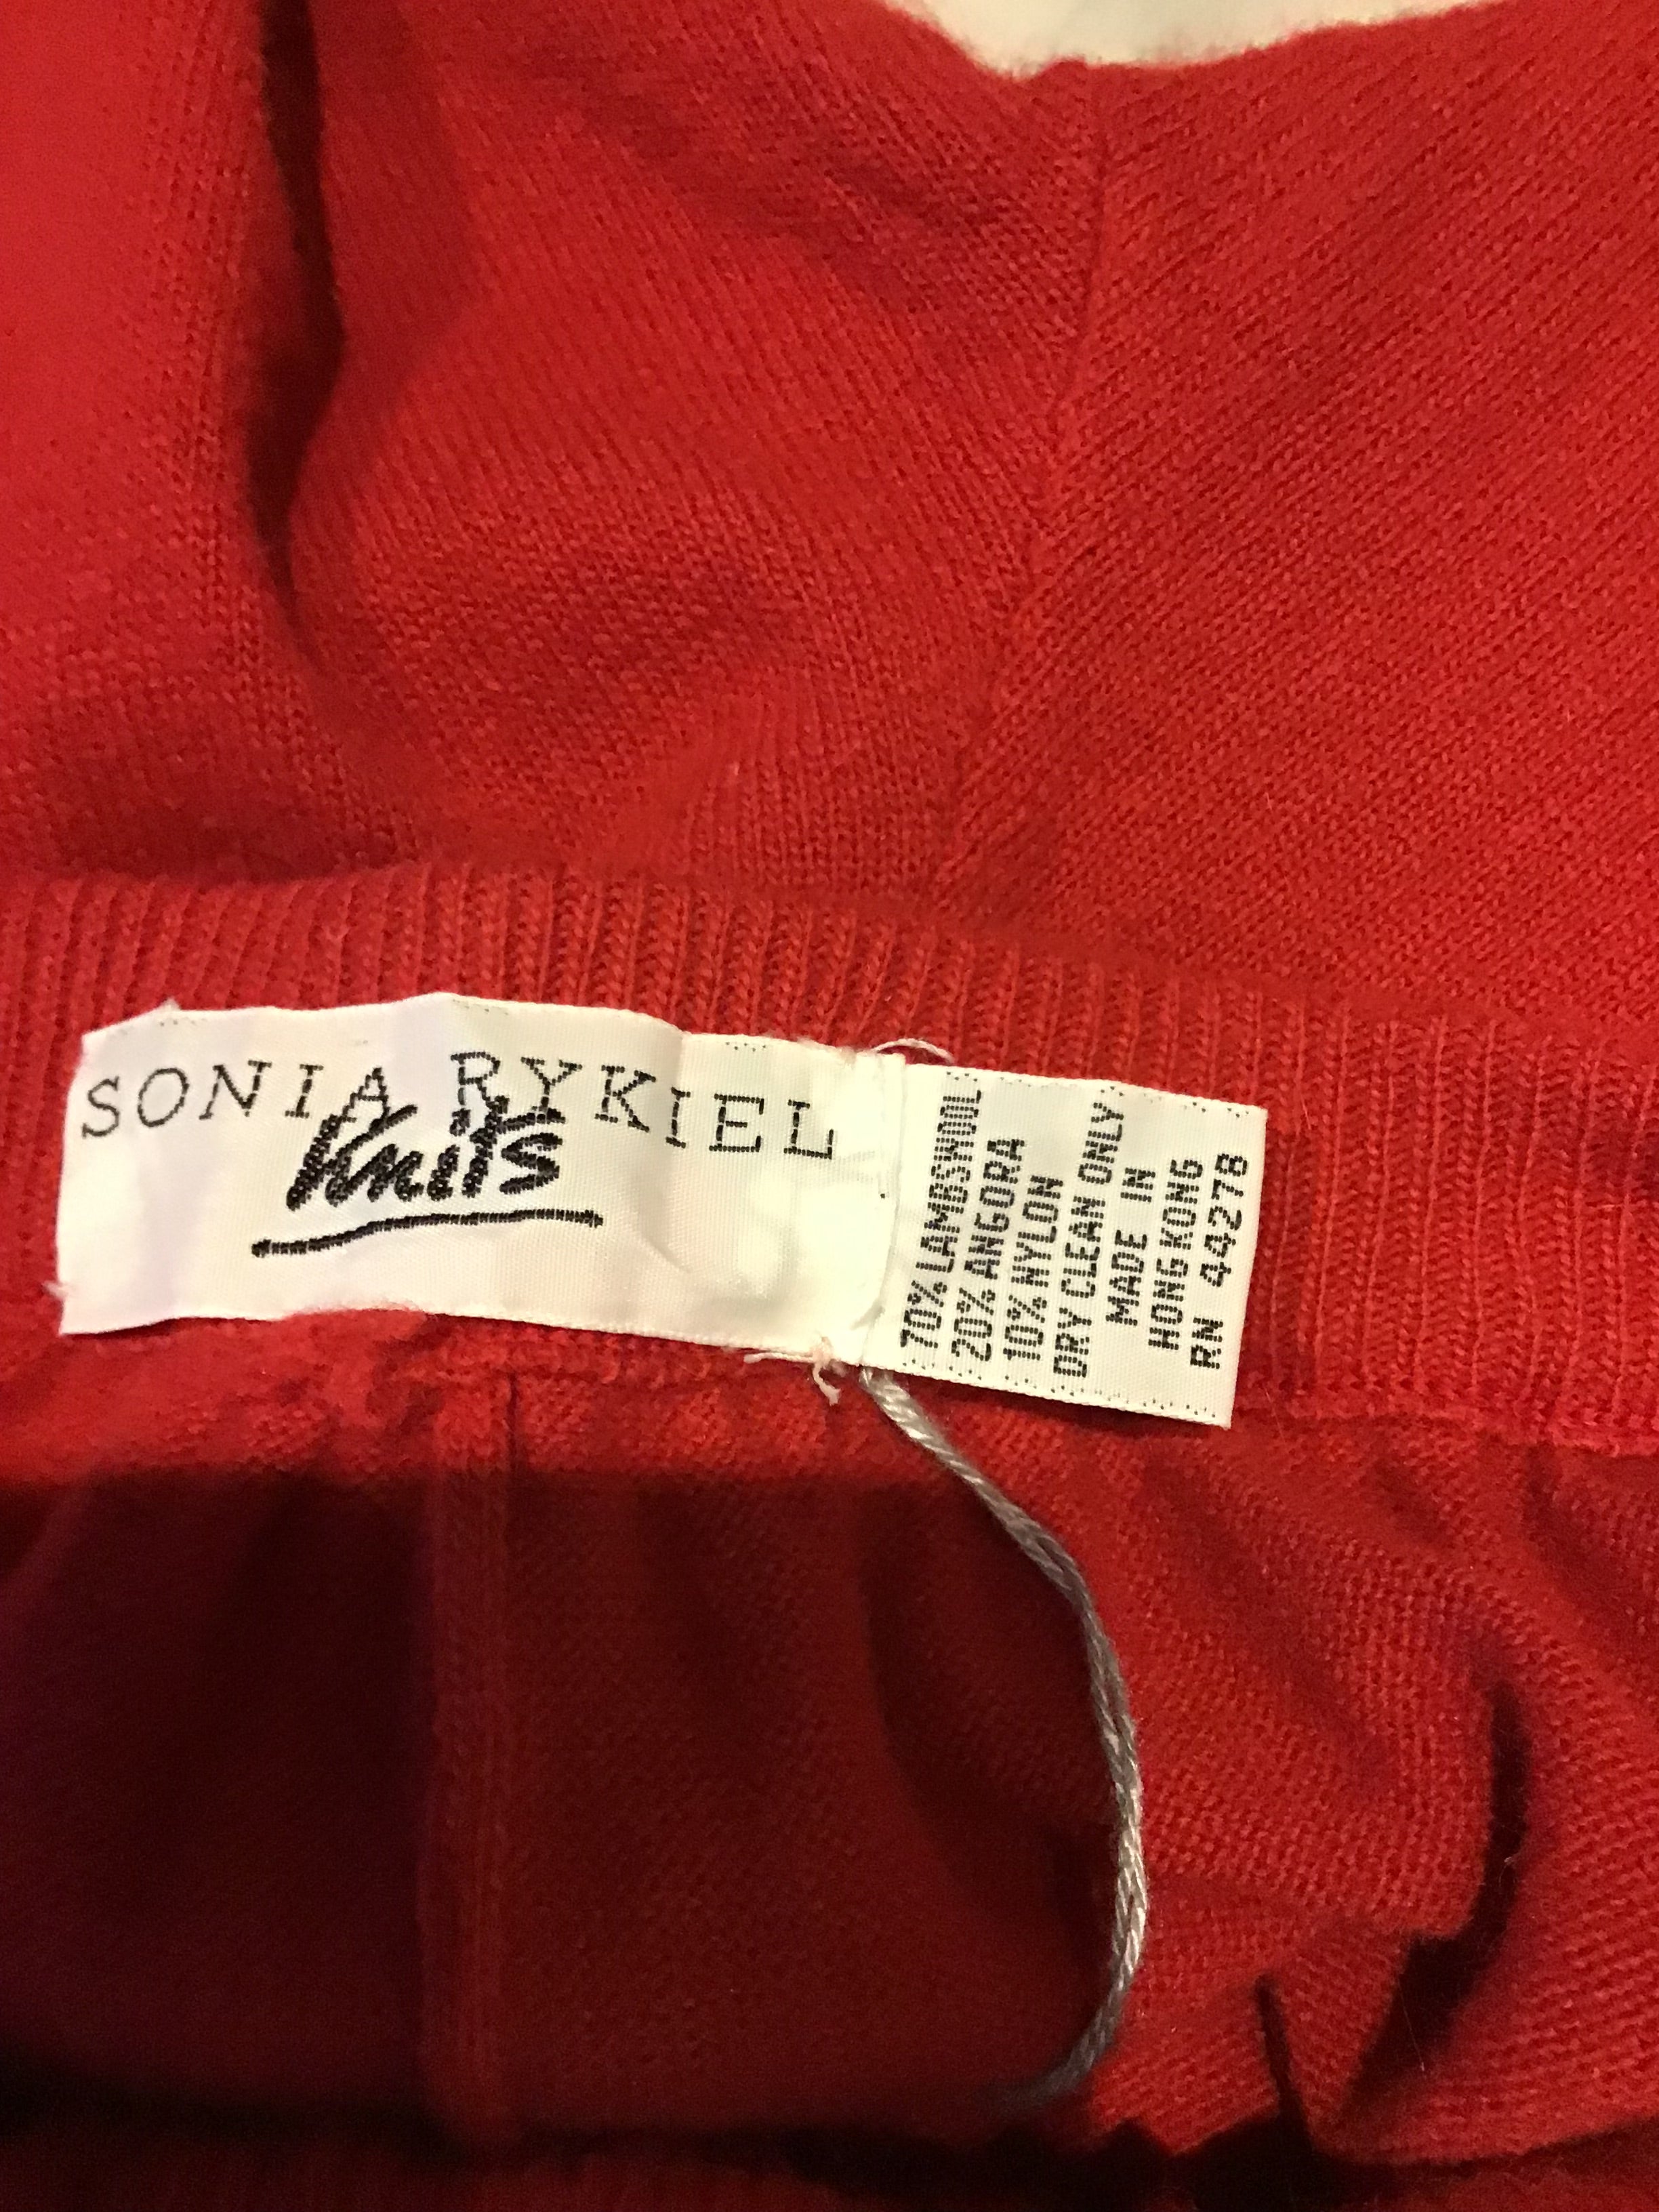 SONIA RYKIEL
Knits
70% LAMBSWOOL
20% ANGORA
10% NYLON
DRY CLEAN ONLY
MADE IN
HONG KONG
RN 44278